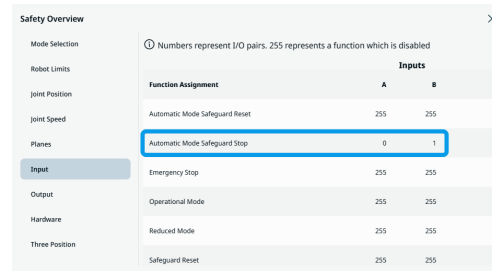 Safety Overview
Mode Selection
Robot Limits
Joint Position
Joint Speed
Planes
Input
Output
Hardware
Three Position
Numbers represent I/O pairs. 255 represents a function which is disabled
Inputs
Function Assignment A B
Automatic Mode Safeguard Reset 255 255
Automatic Mode Safeguard Stop 0 1
Emergency Stop 255 255
Operational Mode 255 255
Reduced Mode 255 255
Safeguard Reset 255 255